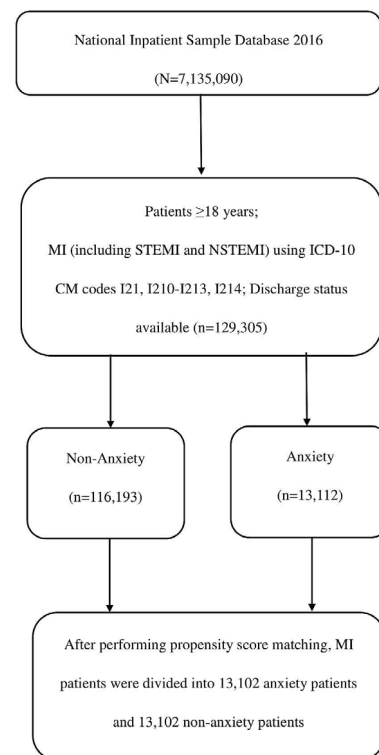 National Inpatient Sample Database 2016
(N=7,135,090)
Patients ≥18 years;
MI (including STEMI and NSTEMI) using ICD-10
CM codes I21, I210-I213, I214; Discharge status
available (n=129,305)
Non-Anxiety
(n=116,193)
Anxiety
(n=13,112)
After performing propensity score matching, MI
patients were divided into 13,102 anxiety patients
and 13,102 non-anxiety patients